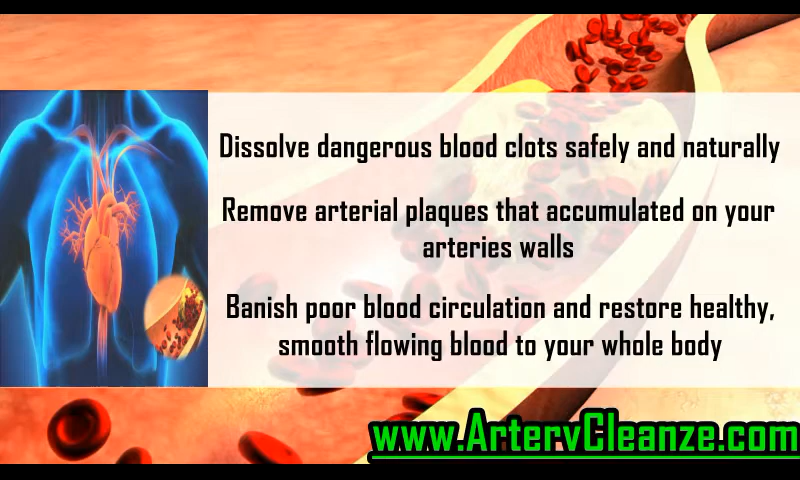 Dissolve dangerous blood clots safely and naturally
Remove arterial plaques that accumulated on your
arteries walls
Banish poor blood circulation and restore healthy,
smooth flowing blood to your whole body
www.ArtervCleanze.com